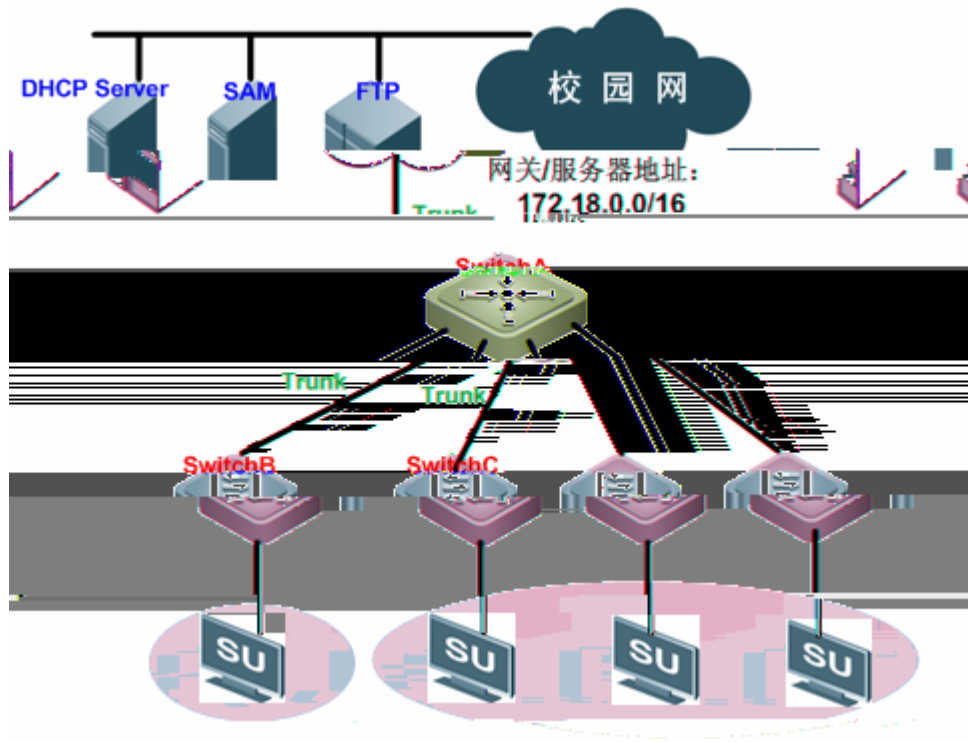 DHCP Server
SAM
FTP
校园网
网关/服务器地址：
172.18.0.0/16
Trunk
SwitchA
Trunk
Trunk
SwitchB
SwitchC
SU
SU
SU
SU